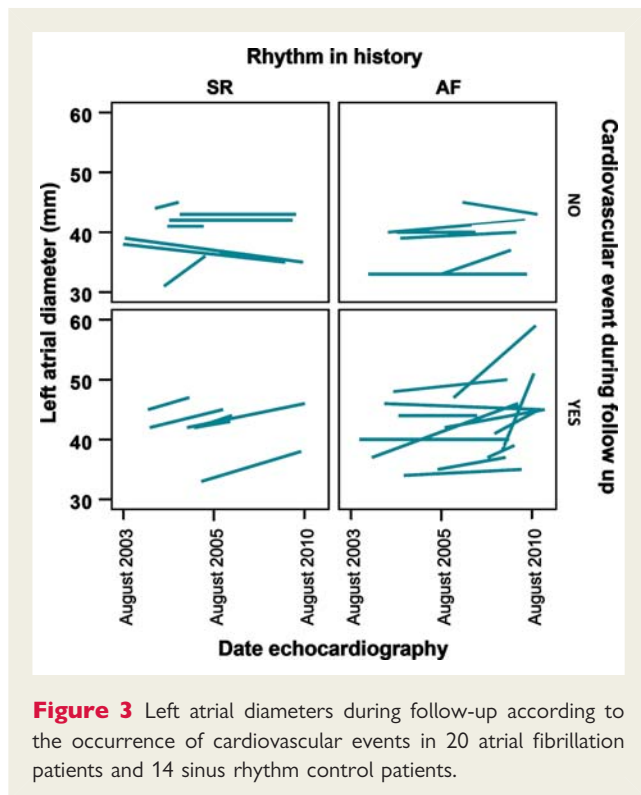 Rhythm in history
SR AF
60
50
40
30
60
50
40
30
Left atrial diameter (mm)
NO
YES
Cardiovascular event during follow up
August 2003
August 2005
August 2010
August 2003
August 2005
August 2010
Date echocardiography
Figure 3 Left atrial diameters during follow-up according to
the occurrence of cardiovascular events in 20 atrial fibrillation
patients and 14 sinus rhythm control patients.